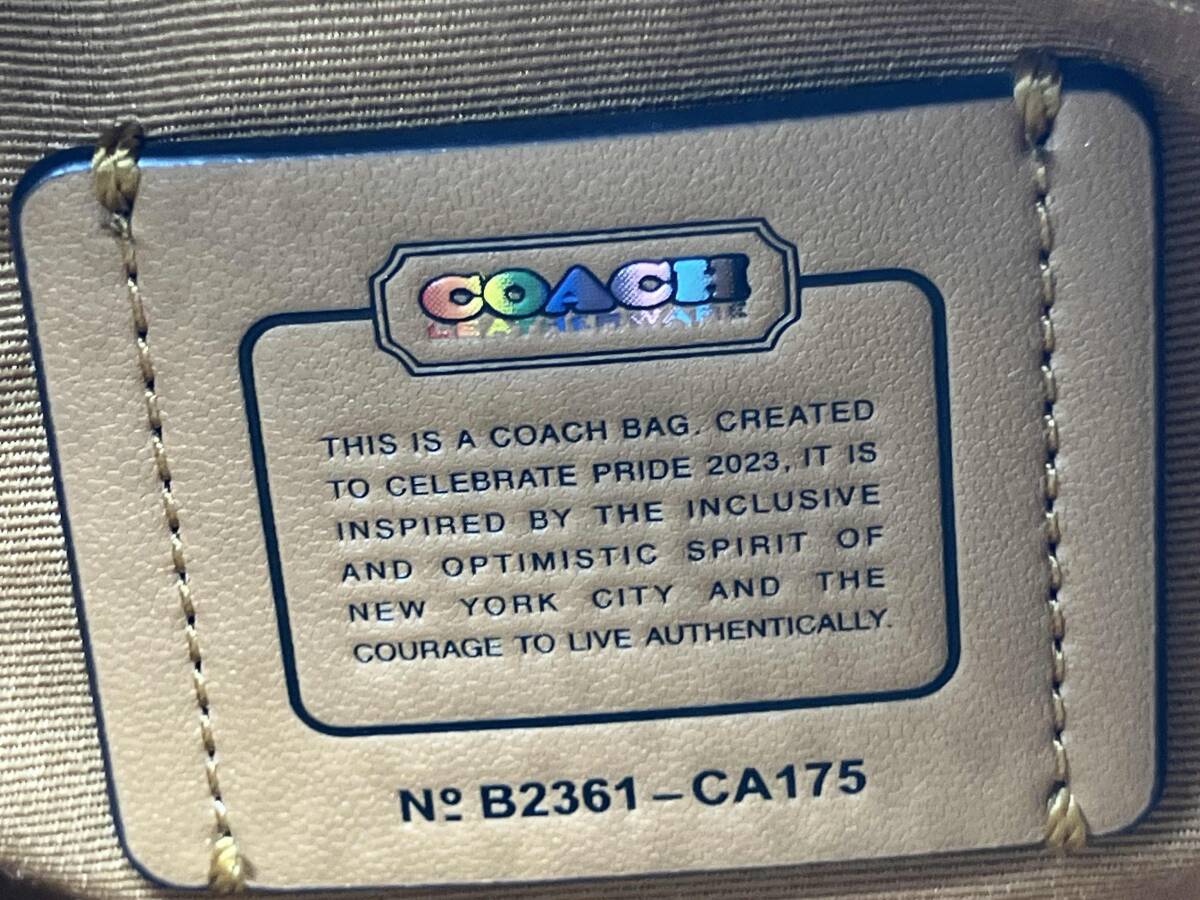 COACH
LEATHERWARE
THIS IS A COACH BAG. CREATED
TO CELEBRATE PRIDE 2023, IT IS
INSPIRED BY THE INCLUSIVE
AND OPTIMISTIC SPIRIT OF
NEW YORK CITY AND THE
COURAGE TO LIVE AUTHENTICALLY.
Nº B2361–CA175